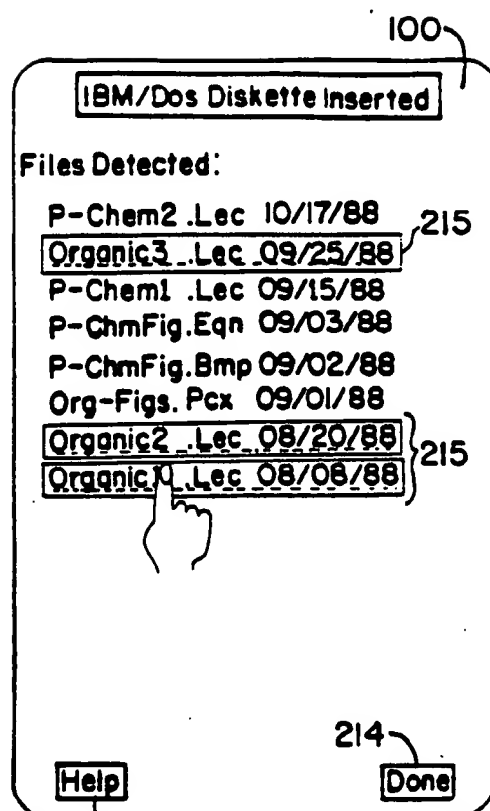 100
IBM/Dos Diskette Inserted
Files Detected:
P-Chem2 .Lec 10/17/88
215
Organic3 .Lec 09/25/88
P-Chem1 .Lec 09/15/88
P-ChmFig.Eqn 09/03/88
P-ChmFig.Bmp 09/02/88
Org-Figs. Pcx 09/01/88
Organic2 .Lec 08/20/88
215
Organic1 .Lec 08/08/88
214
Help Done